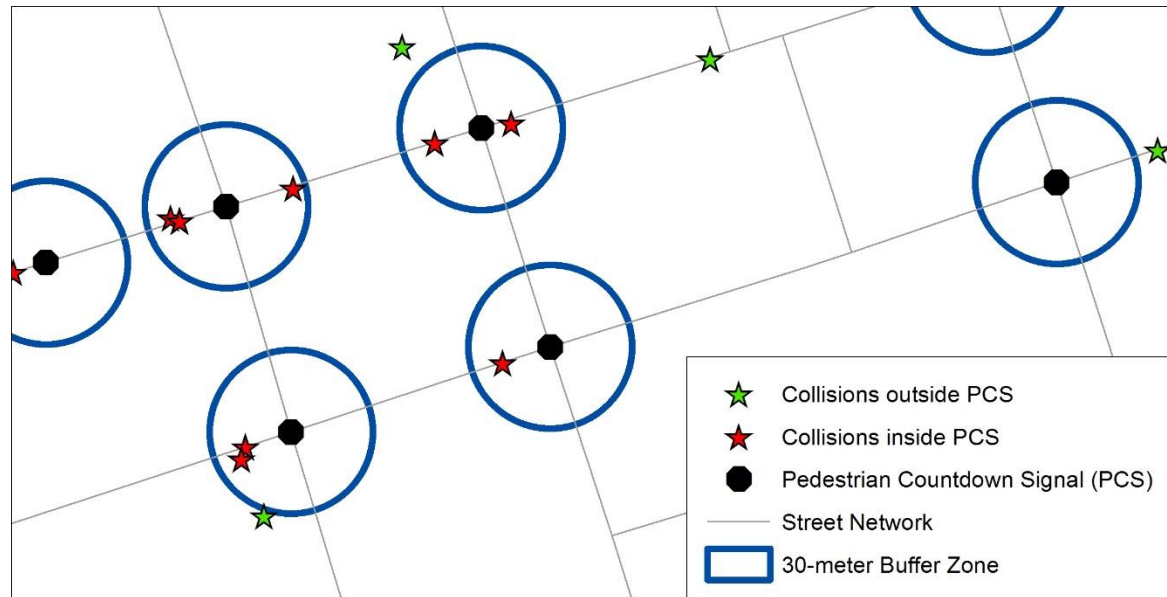 Collisions outside PCS
Collisions inside PCS
Pedestrian Countdown Signal (PCS)
Street Network
30-meter Buffer Zone